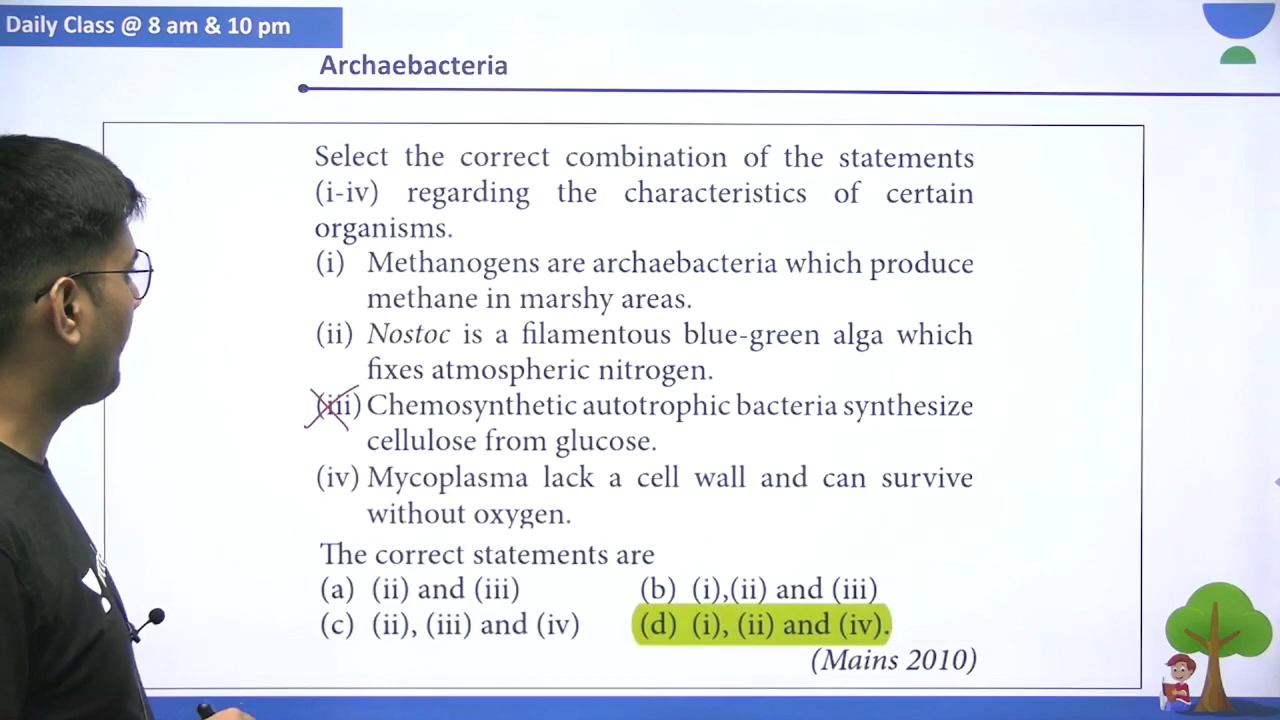 Daily Class @ 8 am & 10 pm
Archaebacteria
Select the correct combination of the statements
(i-iv) regarding the characteristics of certain
organisms.
(i) Methanogens are archaebacteria which produce
methane in marshy areas.
(ii) Nostoc is a filamentous blue-green alga which
fixes atmospheric nitrogen.
(iii) Chemosynthetic autotrophic bacteria synthesize
cellulose from glucose.
(iv) Mycoplasma lack a cell wall and can survive
without oxygen.
The correct statements are
(a) (ii) and (iii) (b) (i),(ii) and (iii)
(c) (ii), (iii) and (iv) (d) (i), (ii) and (iv).
(Mains 2010)